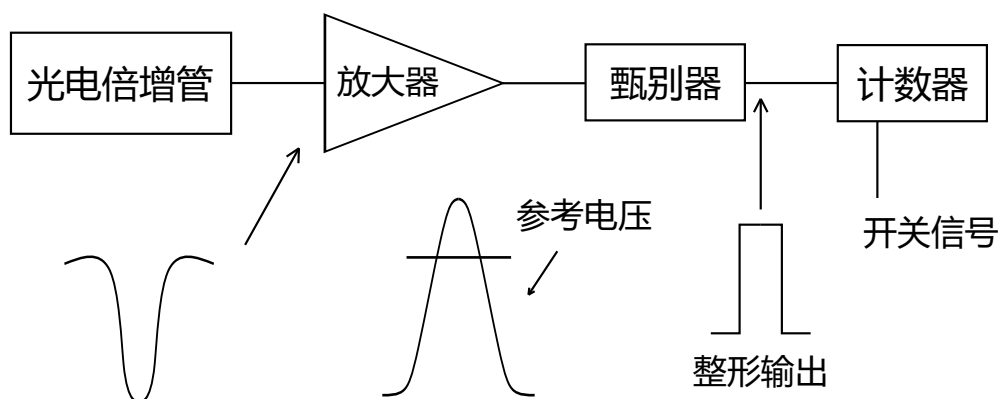 光电倍增管
放大器
甄别器
计数器
参考电压
开关信号
整形输出